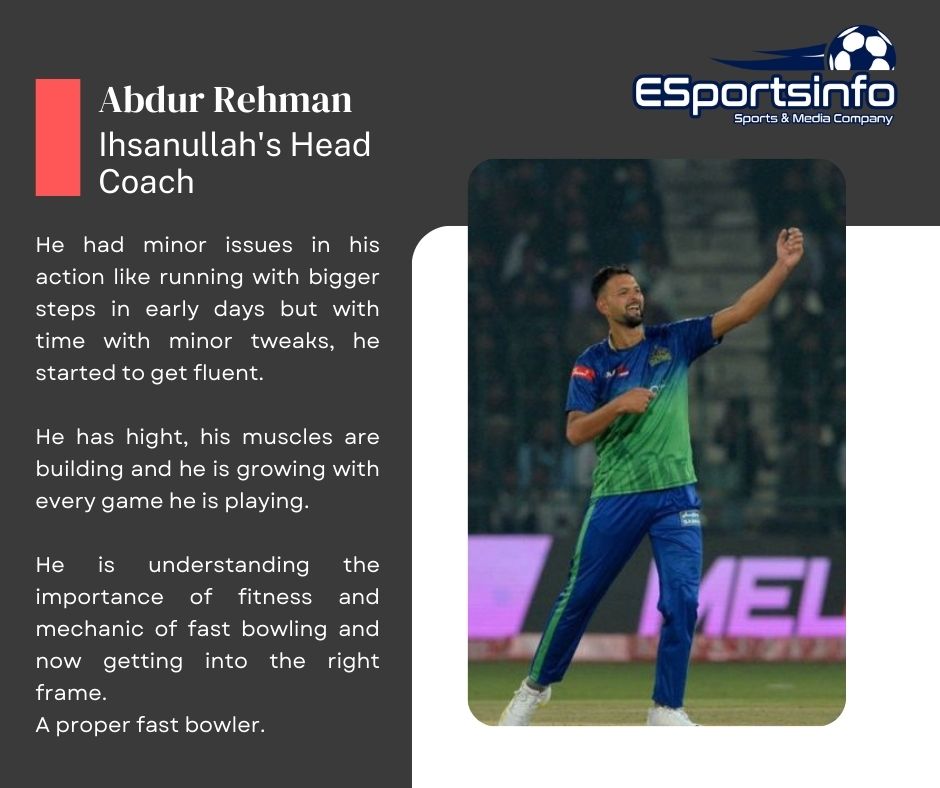 Abdur Rehman
Ihsanullah's Head
Coach
ESportsinfo
Sports & Media Company
He had minor issues in his
action like running with bigger
steps in early days but with
time with minor tweaks, he
started to get fluent.
He has hight, his muscles are
building and he is growing with
every game he is playing.
He is understanding the
importance of fitness and
mechanic of fast bowling and
now getting into the right
frame.
A proper fast bowler.
MEL